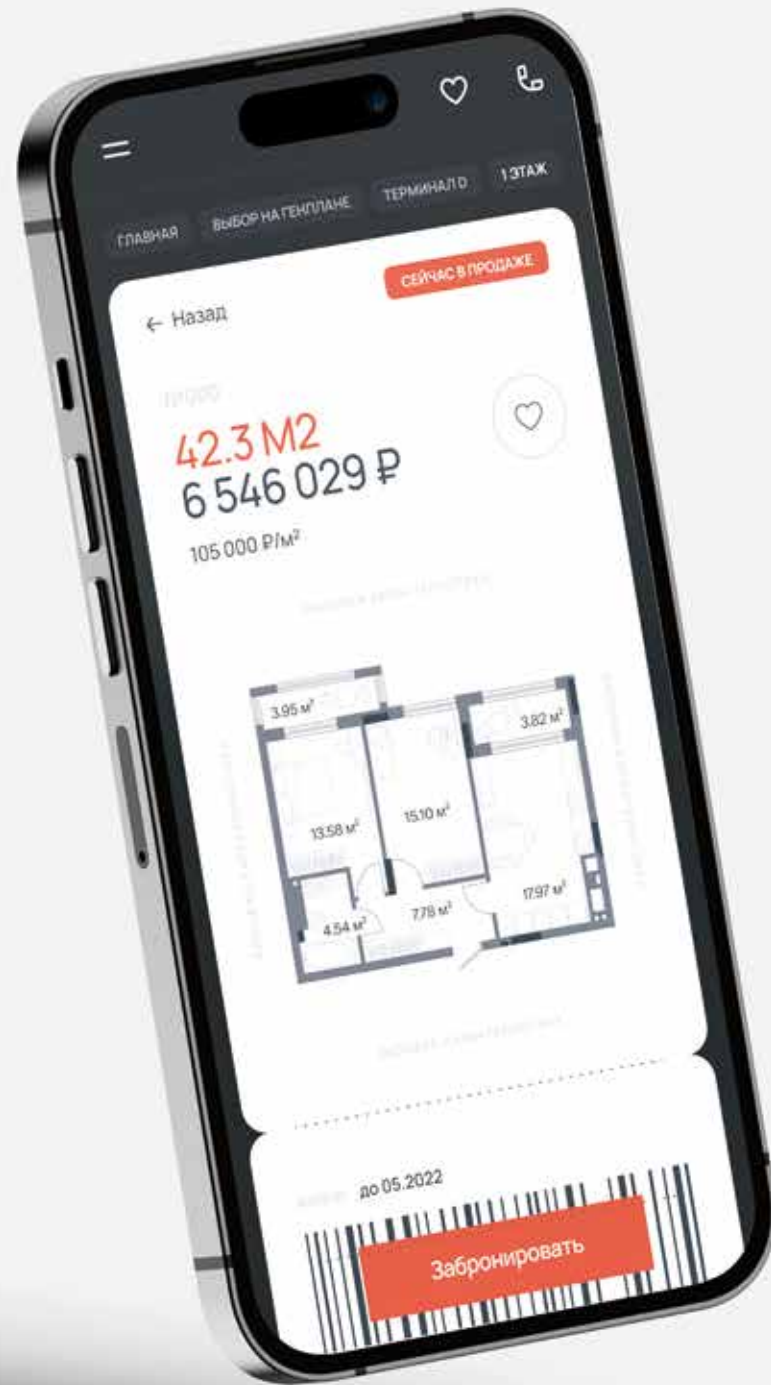 ГЛАВНАЯ ВЫБОР НА ГЕНПЛАНЕ ТЕРМИНАЛ D 1 ЭТАЖ
СЕЙЧАС В ПРОДАЖЕ
← Назад
42.3 М2
6 546 029 ₽
105 000 ₽/м²
3.95 м²
3.82 м²
13.58 м²
15.10 м²
4.54 м²
7.78 м²
17.97 м²
до 05.2022
Забронировать